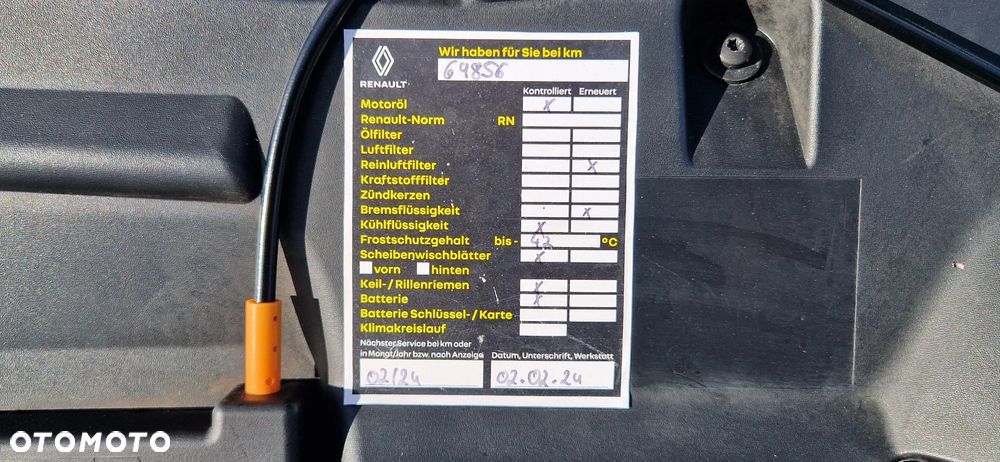 RENAULT
Wir haben für Sie bei km
64856
Kontrolliert Erneuert
Motoröl x
Renault-Norm RN
Ölfilter
Luftfilter
Reinluftfilter x
Kraftstofffilter
Zündkerzen
Bremsflüssigkeit x
Kühlflüssigkeit x
Frostschutzgehalt bis - 42 °C
Scheibenwischblätter x
vorn hinten
Keil-/Rillenriemen x
Batterie x
Batterie Schlüssel-/Karte
Klimakreislauf
Nächster Service bei km oder
in Monat/Jahr bzw. nach Anzeige
Datum, Unterschrift, Werkstatt
02/24 02.02.24
OTOMOTO